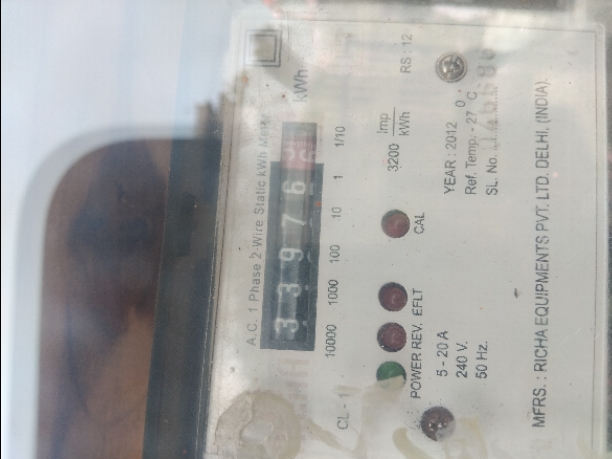 A.C. 1 Phase 2-Wire Static kWh Meter
3 3 9 7 6
kWh
10000 1000 100 10 1 1/10
CL - 1
3200 Imp/kWh
RS : 12
CAL
POWER REV. EFLT
5 - 20 A
240 V.
50 Hz.
YEAR : 2012
Ref. Temp. - 27 °C
SL. No.
MFRS. : RICHA EQUIPMENTS PVT. LTD. DELHI, (INDIA).